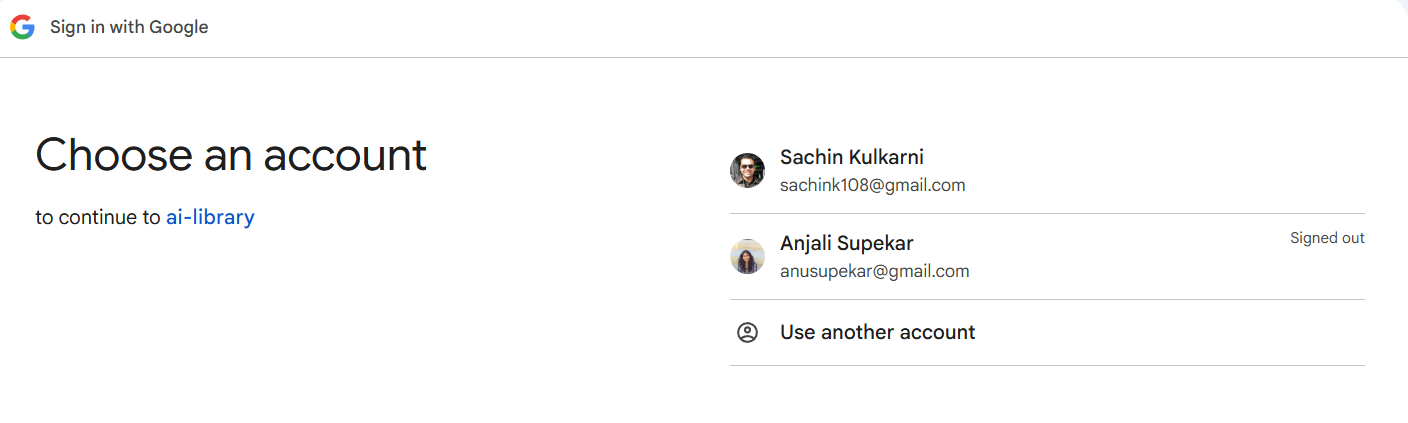 Sign in with Google
Choose an account
to continue to ai-library
Sachin Kulkarni
sachink108@gmail.com
Anjali Supekar
Signed out
anusupekar@gmail.com
Use another account